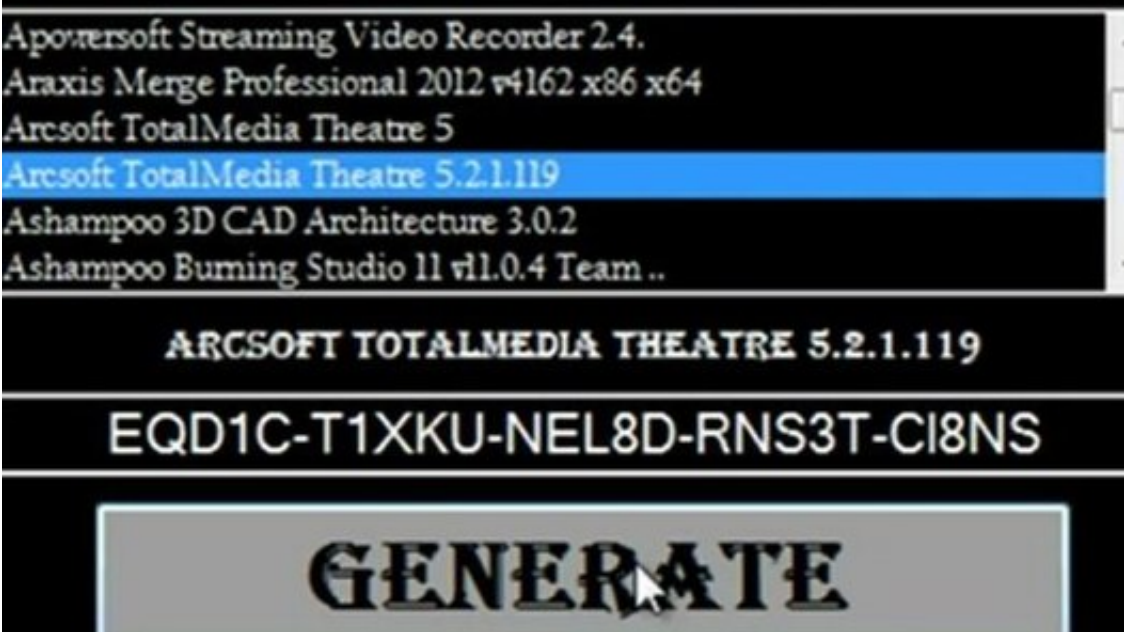 Apowersoft Streaming Video Recorder 2.4.
Araxis Merge Professional 2012 v4162 x86 x64
Arcsoft TotalMedia Theatre 5
Arcsoft TotalMedia Theatre 5.2.1.119
Ashampoo 3D CAD Architecture 3.0.2
Ashampoo Burning Studio 11 v11.0.4 Team ..
ARCSOFT TOTALMEDIA THEATRE 5.2.1.119
EQD1C-T1XKU-NEL8D-RNS3T-CI8NS
GENERATE